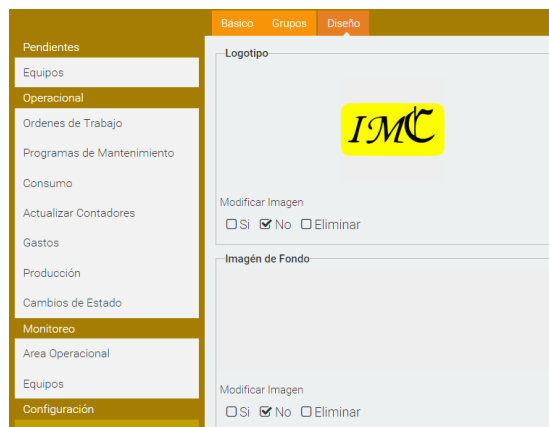 Básico Grupos Diseño
Pendientes
Equipos
Operacional
Ordenes de Trabajo
Programas de Mantenimiento
Consumo
Actualizar Contadores
Gastos
Producción
Cambios de Estado
Monitoreo
Area Operacional
Equipos
Configuración
Logotipo
IMC
Modificar Imagen
Si No Eliminar
Imagén de Fondo
Modificar Imagen
Si No Eliminar